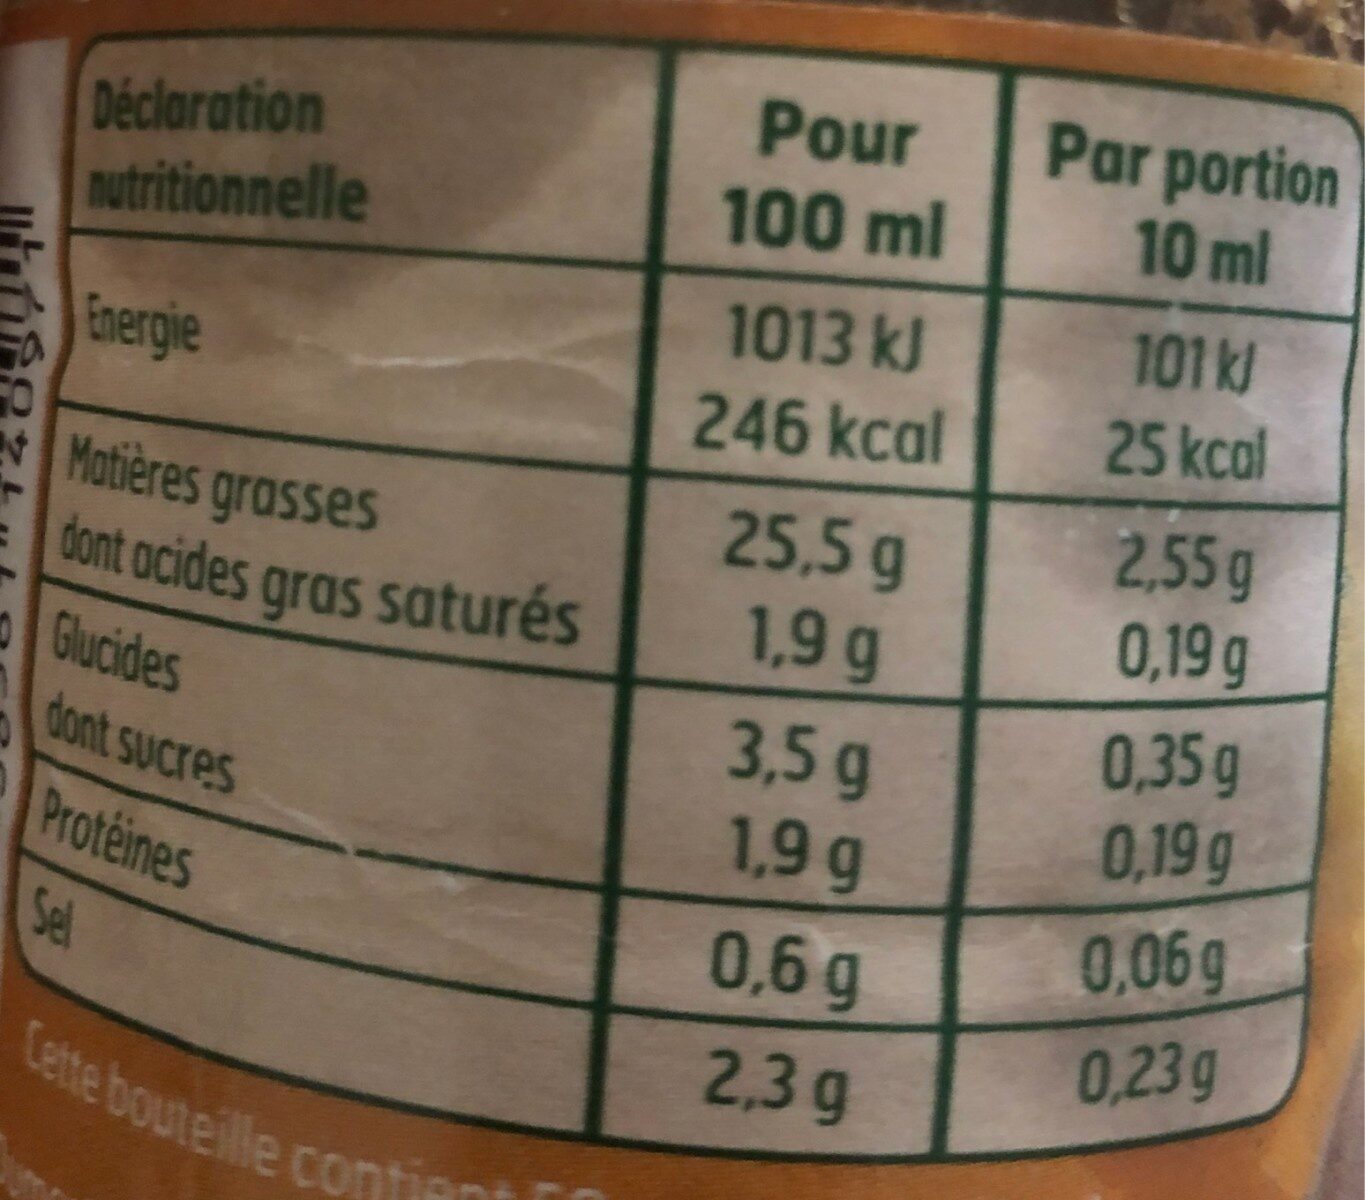 Déclaration nutritionnelle Pour 100 ml Par portion 10 ml
Energie 1013 kJ 101 kJ
246 kcal 25 kcal
Matières grasses 25,5 g 2,55 g
dont acides gras saturés 1,9 g 0,19 g
Glucides 3,5 g 0,35 g
dont sucres 1,9 g 0,19 g
Protéines 0,6 g 0,06 g
Sel 2,3 g 0,23 g
Cette bouteille contient